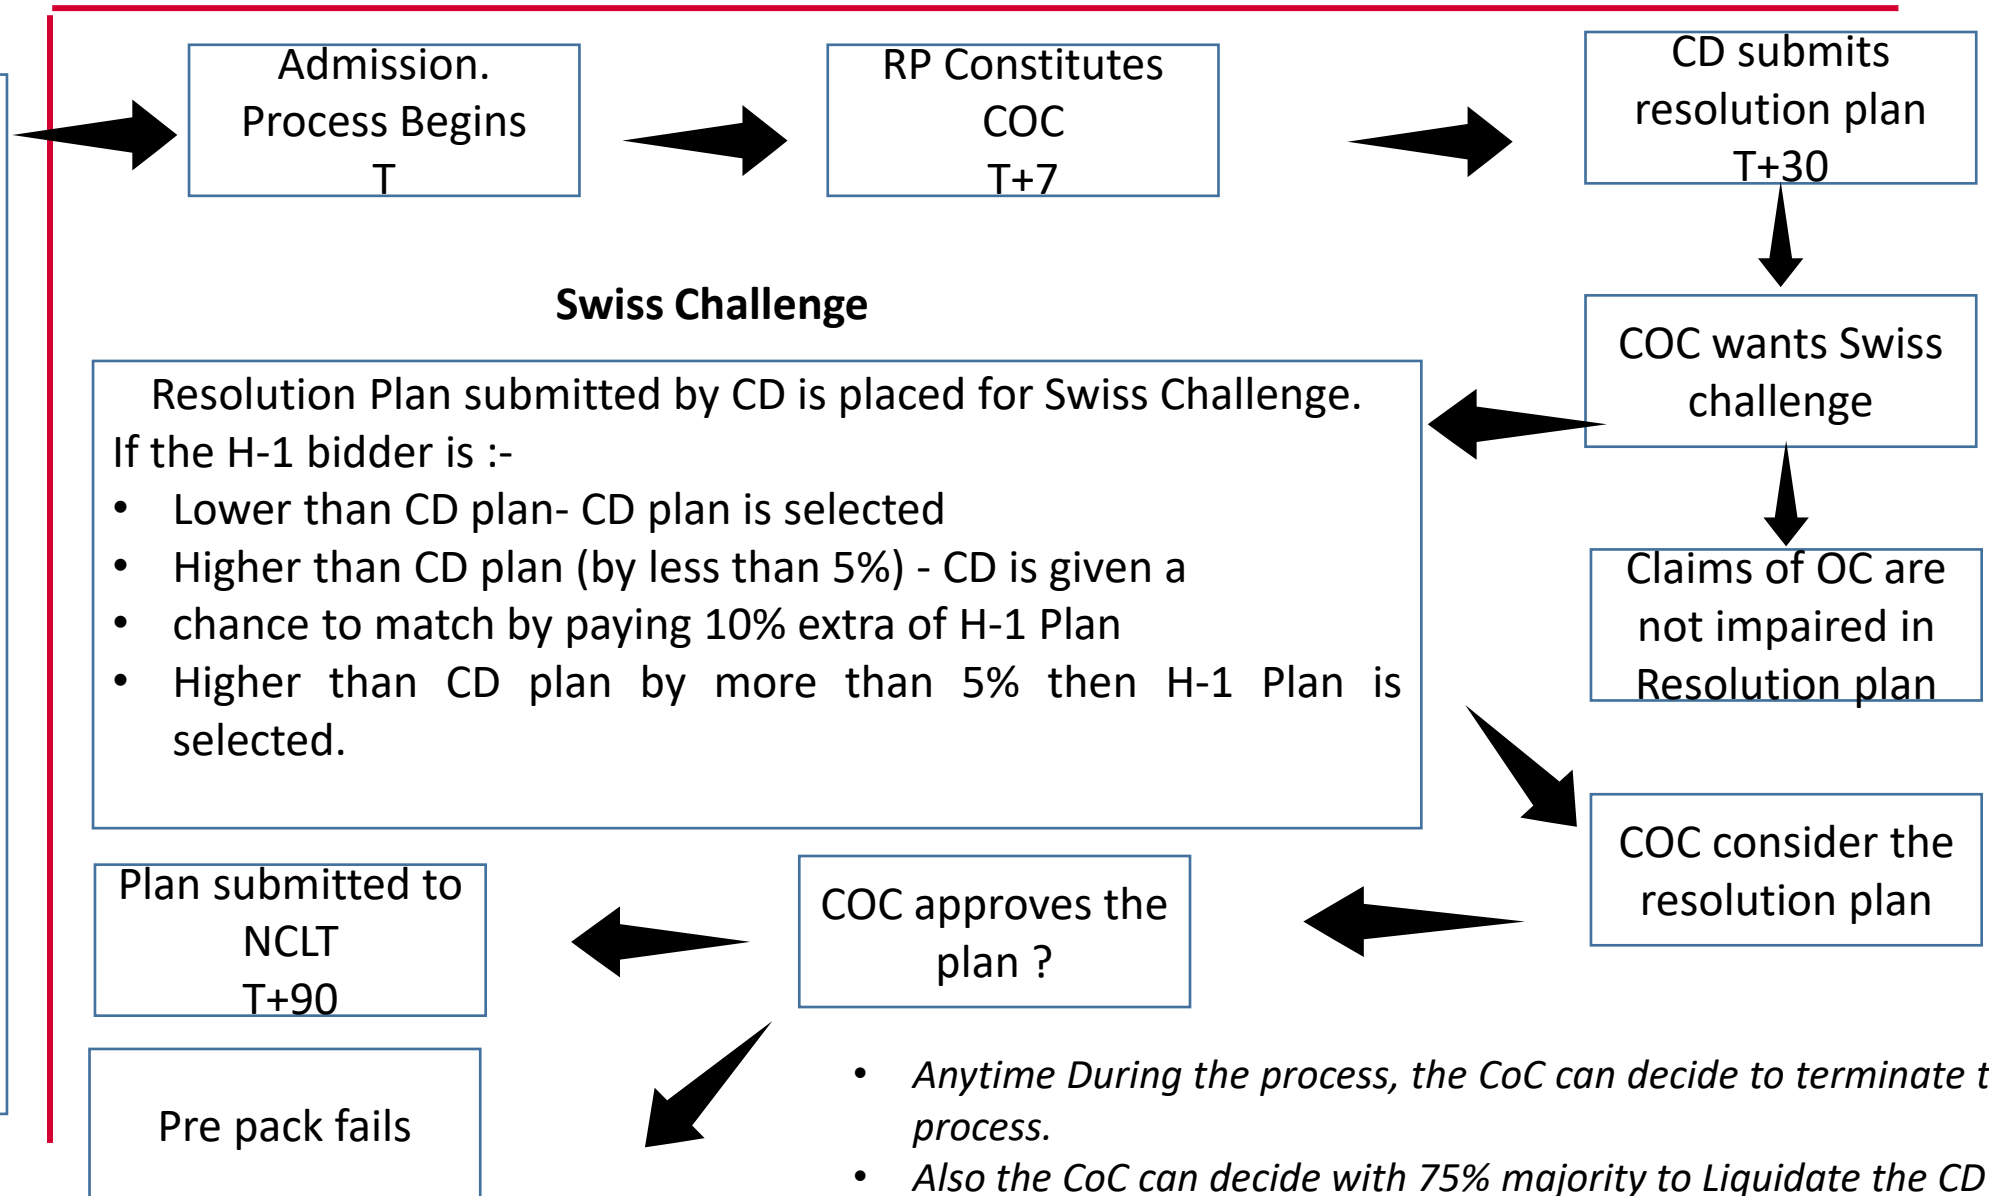 Admission.
Process Begins
T
RP Constitutes
COC
T+7
CD submits
resolution plan
T+30
Swiss Challenge
COC wants Swiss
challenge
Resolution Plan submitted by CD is placed for Swiss Challenge.
If the H-1 bidder is :-
• Lower than CD plan- CD plan is selected
• Higher than CD plan (by less than 5%) - CD is given a
• chance to match by paying 10% extra of H-1 Plan
• Higher than CD plan by more than 5% then H-1 Plan is
selected.
Claims of OC are
not impaired in
Resolution plan
COC consider the
resolution plan
COC approves the
plan ?
Plan submitted to
NCLT
T+90
Pre pack fails
• Anytime During the process, the CoC can decide to terminate
process.
• Also the CoC can decide with 75% majority to Liquidate the CD